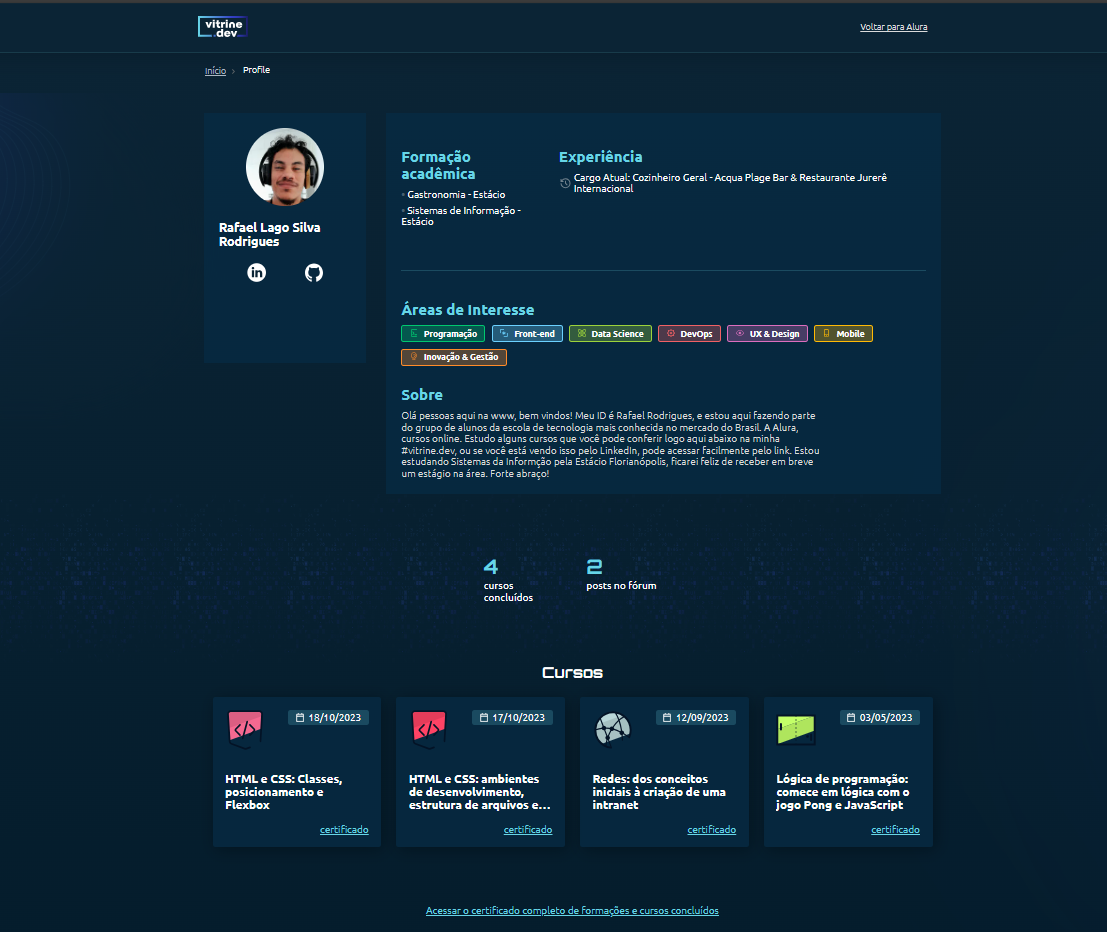 vitrine
.dev
Voltar para Alura
Início
Profile
Rafael Lago Silva
Rodrigues
Formação
acadêmica
Gastronomia - Estácio
Sistemas de Informação -
Estácio
Experiência
Cargo Atual: Cozinheiro Geral - Acqua Plage Bar & Restaurante Jurerê
Internacional
Áreas de Interesse
Programação
Front-end
Data Science
DevOps
UX & Design
Mobile
Inovação & Gestão
Sobre
Olá pessoas aqui na www, bem vindos! Meu ID é Rafael Rodrigues, e estou aqui fazendo parte
do grupo de alunos da escola de tecnologia mais conhecida no mercado do Brasil. A Alura,
cursos online. Estudo alguns cursos que você pode conferir logo aqui abaixo na minha
#vitrine.dev, ou se você está vendo isso pelo LinkedIn, pode acessar facilmente pelo link. Estou
estudando Sistemas da Informção pela Estácio Florianópolis, ficarei feliz de receber em breve
um estágio na área. Forte abraço!
4
cursos
concluídos
2
posts no fórum
Cursos
18/10/2023
HTML e CSS: Classes,
posicionamento e
Flexbox
certificado
17/10/2023
HTML e CSS: ambientes
de desenvolvimento,
estrutura de arquivos e...
certificado
12/09/2023
Redes: dos conceitos
iniciais à criação de uma
intranet
certificado
03/05/2023
Lógica de programação:
comece em lógica com o
jogo Pong e JavaScript
certificado
Acessar o certificado completo de formações e cursos concluídos